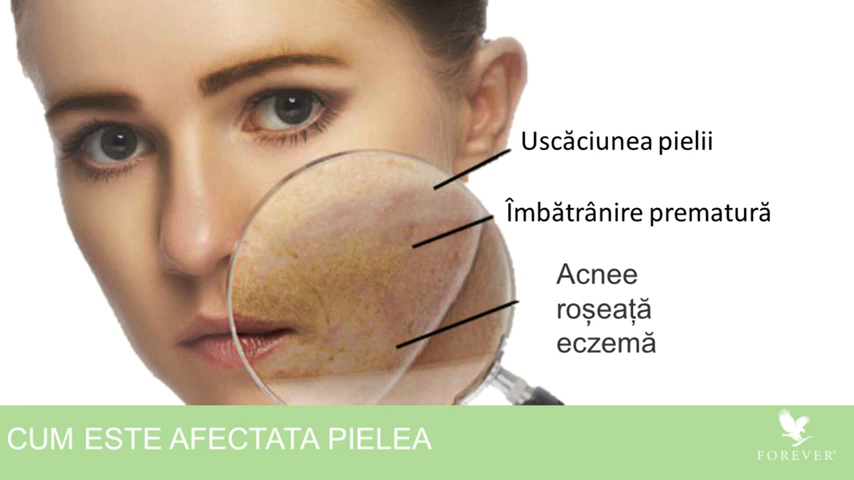 Uscăciunea pielii
Îmbătrânire prematură
Acnee
roșeață
eczemă
CUM ESTE AFECTATA PIELEA
FOREVER®